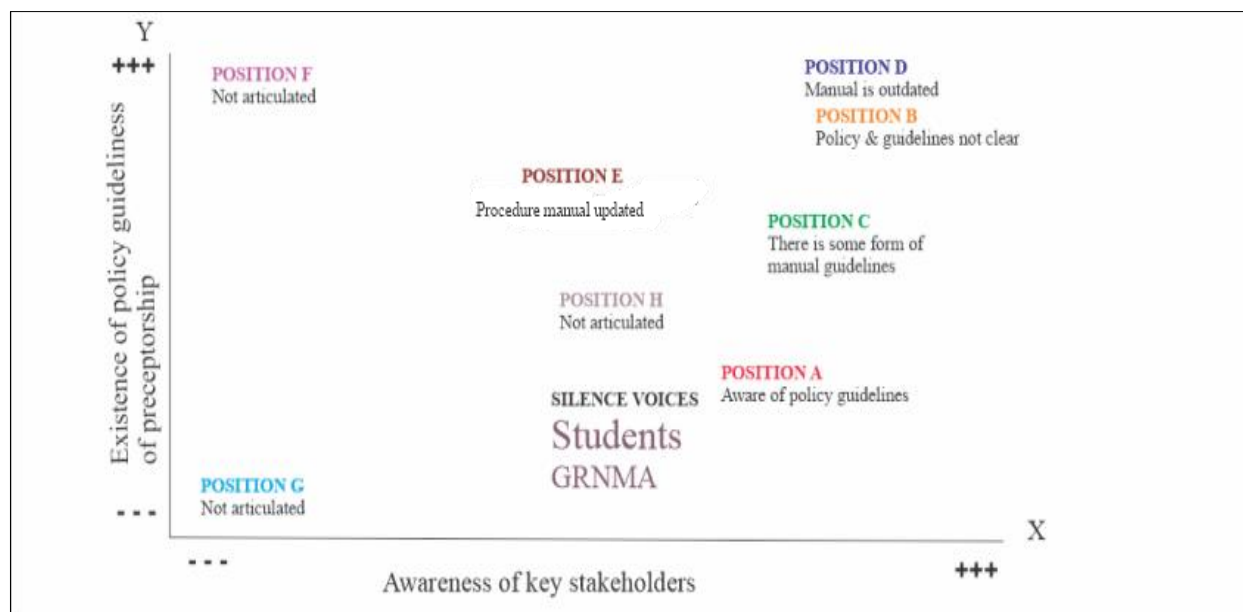 Y
+++
POSITION F
Not articulated
POSITION D
Manual is outdated
POSITION B
Policy & guidelines not clear
POSITION E
Procedure manual updated
POSITION C
There is some form of
manual guidelines
POSITION H
Not articulated
POSITION A
Aware of policy guidelines
SILENCE VOICES
Students
GRNMA
POSITION G
Not articulated
Existence of policy guideliness
of preceptorship
- - -
X
- - -
+++
Awareness of key stakeholders